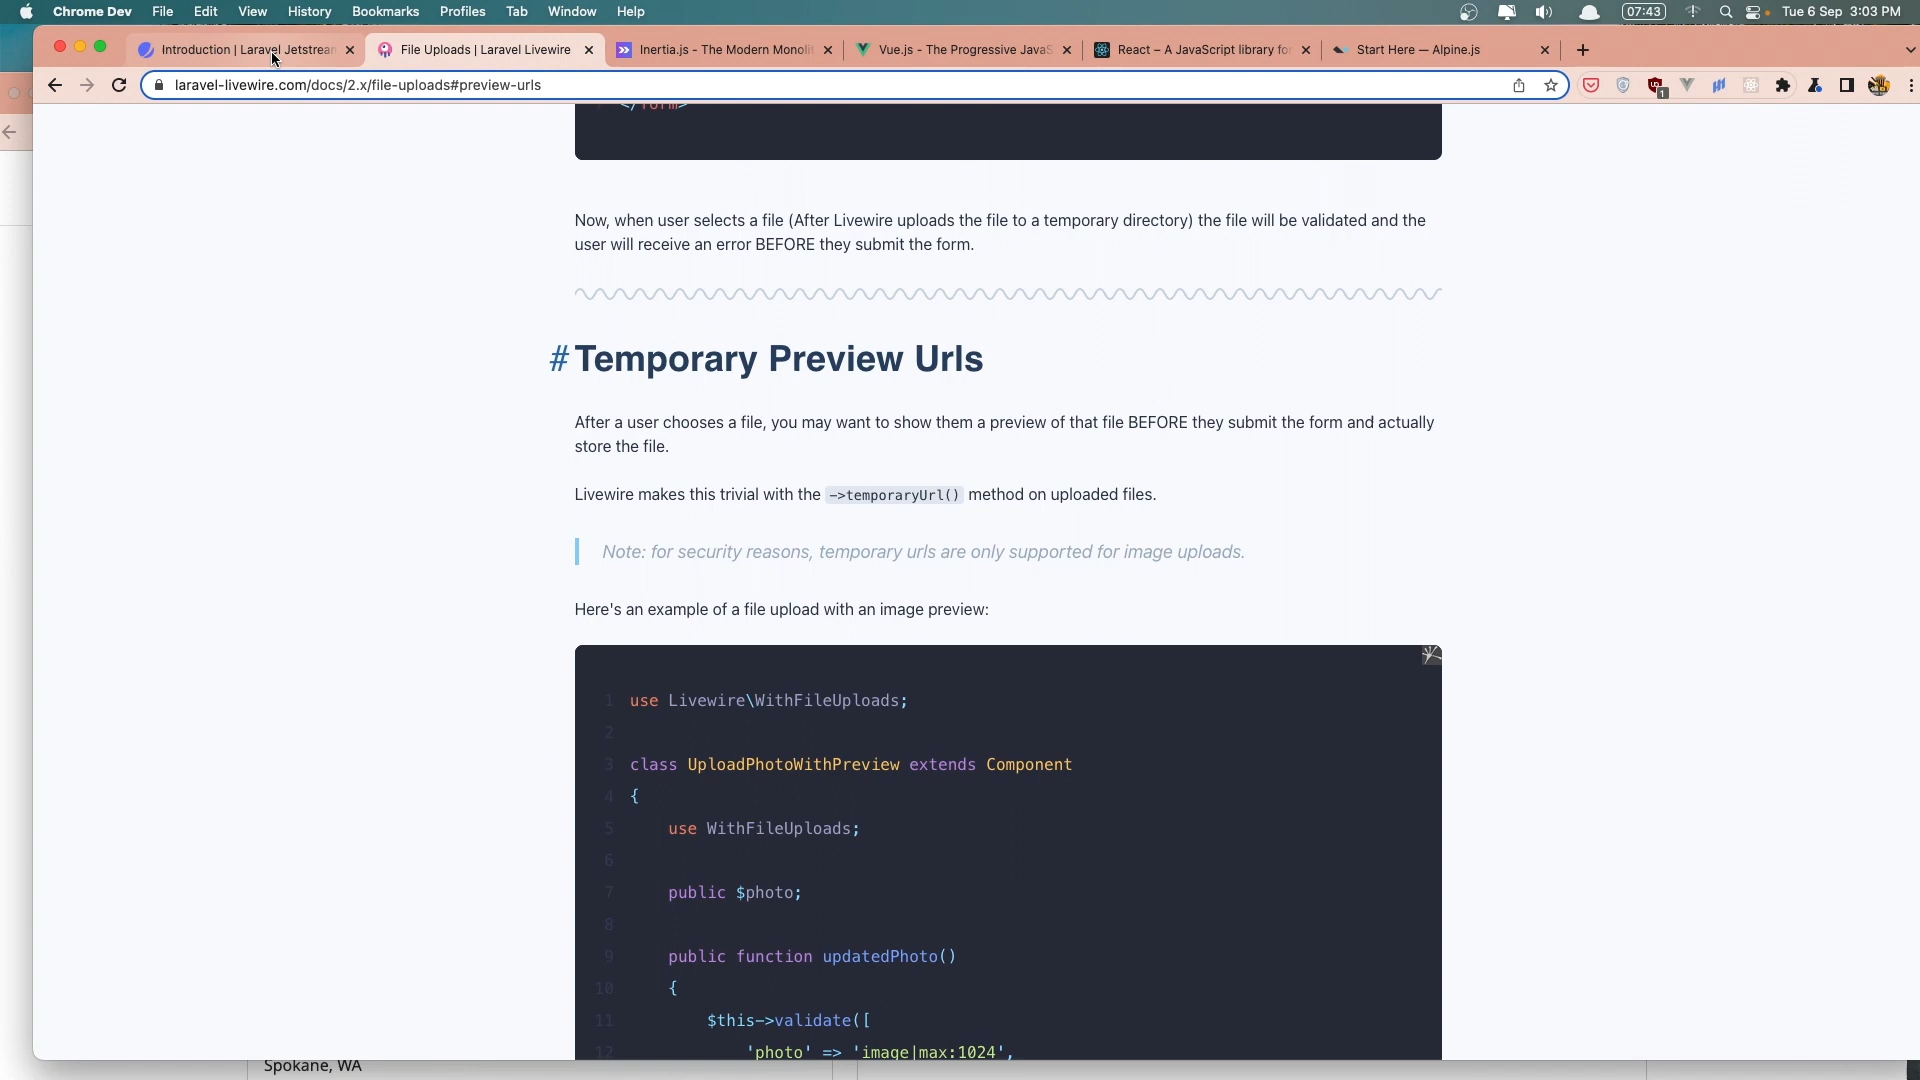 Chrome Dev File Edit View History Bookmarks Profiles Tab Window Help 07:43 Tue 6 Sep 3:03 PM
Introduction | Laravel Jetstrean File Uploads | Laravel Livewire Inertia.js - The Modern Monolit Vue.js - The Progressive JavaS React – A JavaScript library fo Start Here — Alpine.js
laravel-livewire.com/docs/2.x/file-uploads#preview-urls 1
</form>
Now, when user selects a file (After Livewire uploads the file to a temporary directory) the file will be validated and the
user will receive an error BEFORE they submit the form.
# Temporary Preview Urls
After a user chooses a file, you may want to show them a preview of that file BEFORE they submit the form and actually
store the file.
Livewire makes this trivial with the ->temporaryUrl() method on uploaded files.
Note: for security reasons, temporary urls are only supported for image uploads.
Here's an example of a file upload with an image preview:
1 use Livewire\WithFileUploads;
2
3 class UploadPhotoWithPreview extends Component
4 {
5 use WithFileUploads;
6
7 public $photo;
8
9 public function updatedPhoto()
10 {
11 $this->validate([
12 'photo' => 'image|max:1024',
Spokane, WA